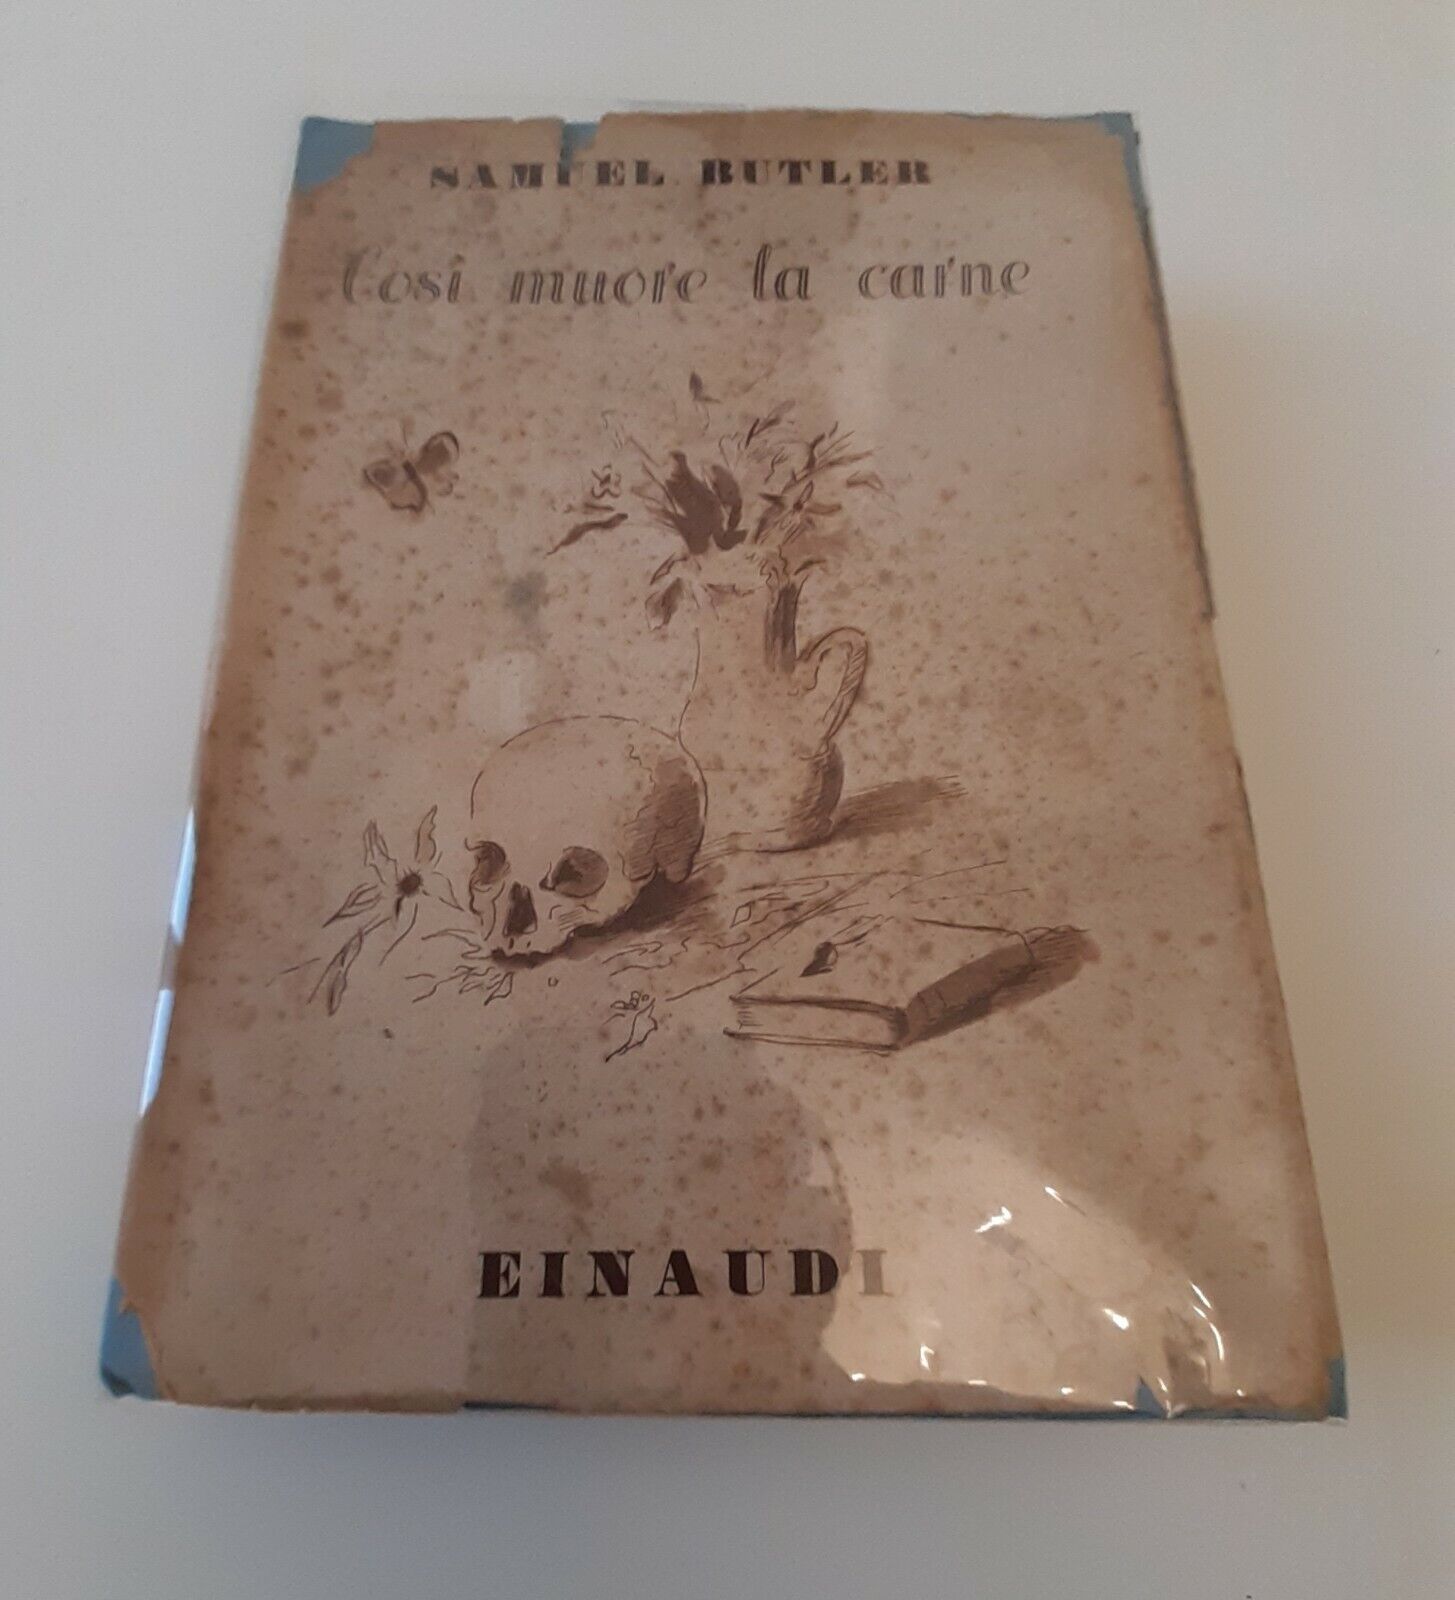 SAMUEL BUTLER
Così muore la carne
EINAUDI